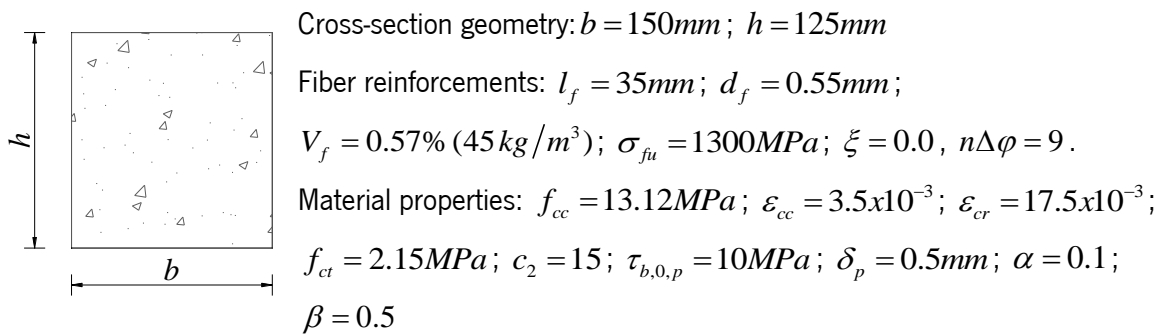 Cross-section geometry: b = 150mm ; h = 125mm
Fiber reinforcements: l_f = 35mm ; d_f = 0.55mm ;
V_f = 0.57% (45 kg/m³) ; σ_fu = 1300MPa ; ξ = 0.0 , nΔφ = 9 .
Material properties: f_cc = 13.12MPa ; ε_cc = 3.5x10⁻³ ; ε_cr = 17.5x10⁻³ ;
f_ct = 2.15MPa ; c₂ = 15 ; τ_b,0,p = 10MPa ; δ_p = 0.5mm ; α = 0.1 ;
β = 0.5
h
b